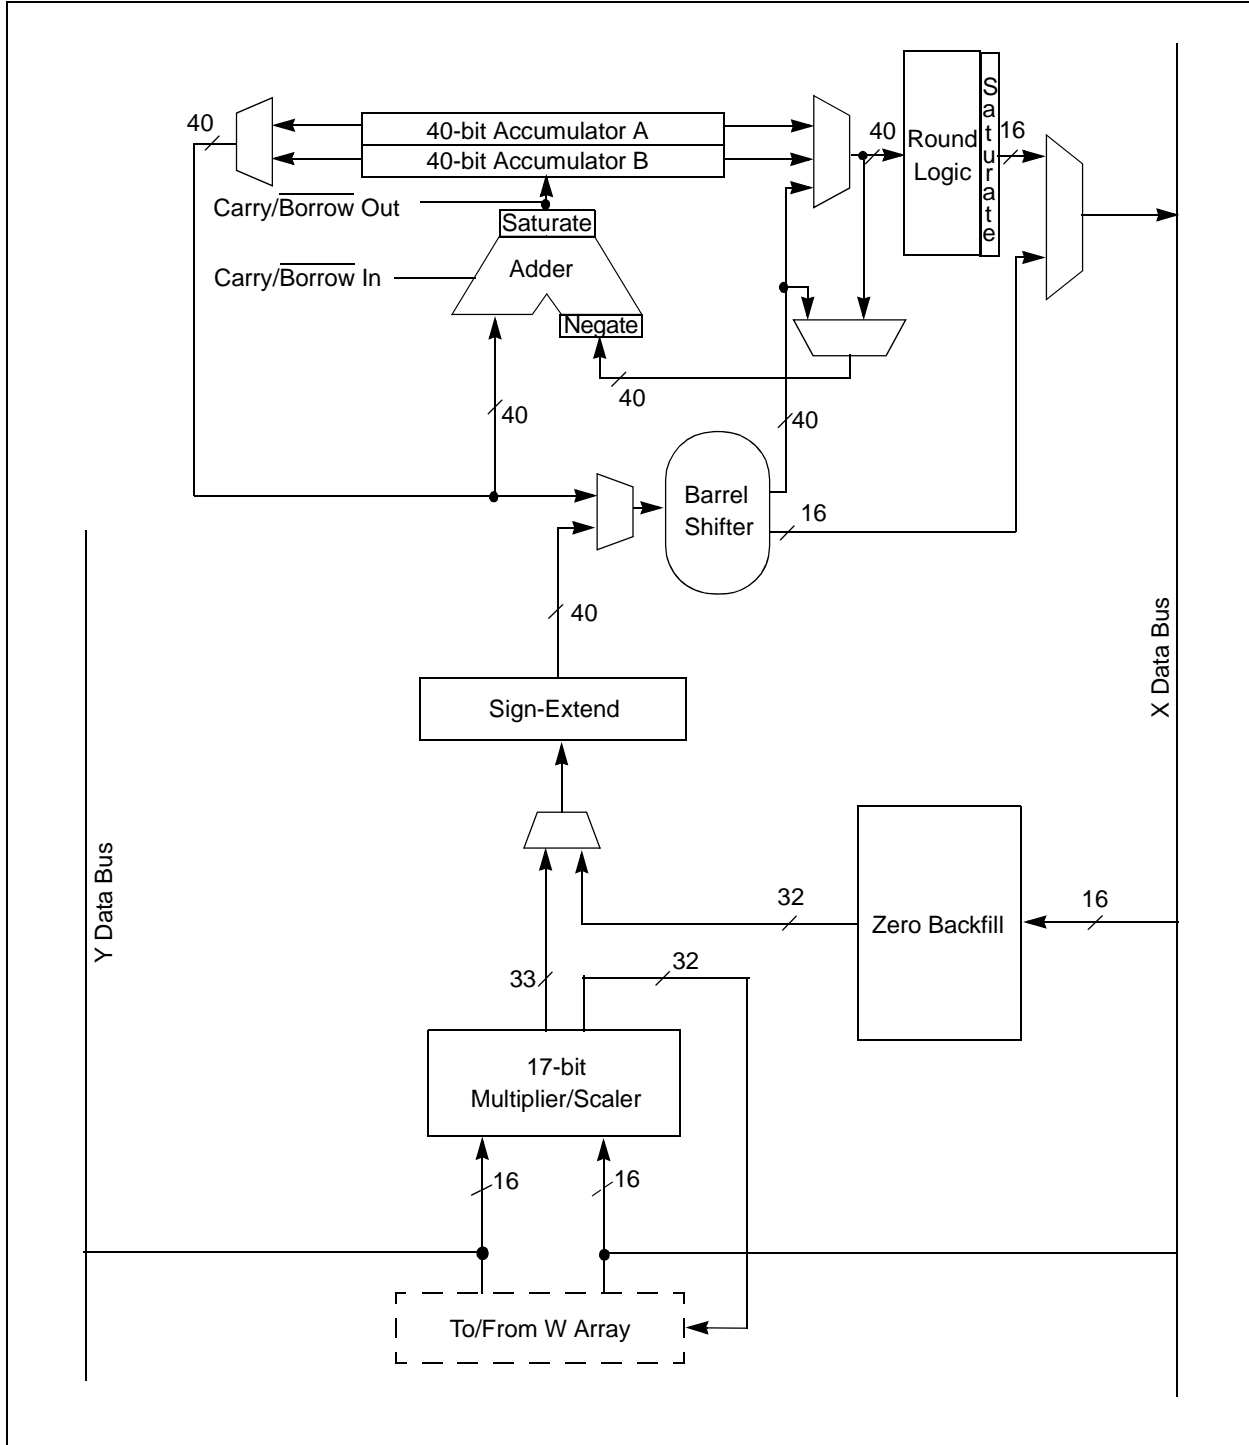 40
40-bit Accumulator A
40-bit Accumulator B
40
Round
Logic
Saturate
16
Carry/Borrow Out
Saturate
Carry/Borrow In
Adder
Negate
40
40
40
Barrel
Shifter
16
40
X Data Bus
Sign-Extend
Y Data Bus
32
Zero Backfill
16
33
32
17-bit
Multiplier/Scaler
16
16
To/From W Array